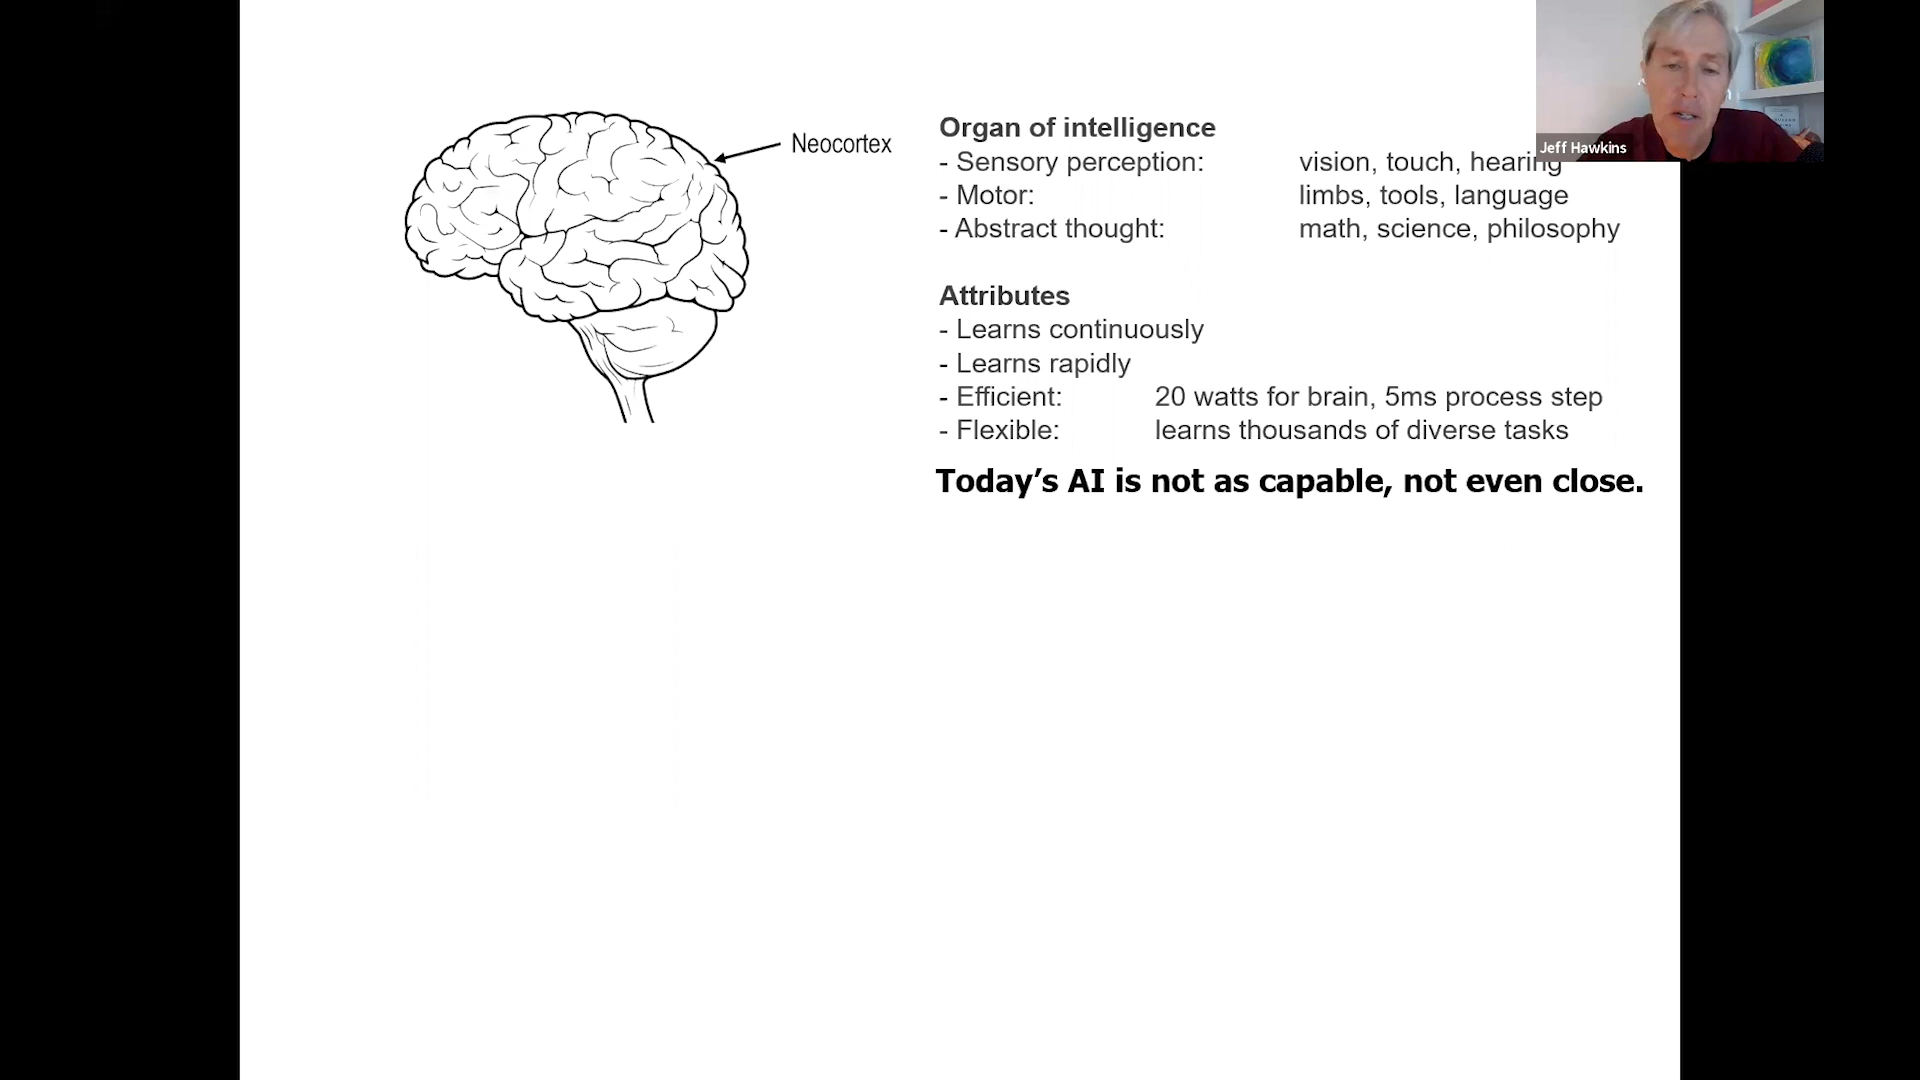 Neocortex
Organ of intelligence
- Sensory perception: vision, touch, hearing
- Motor: limbs, tools, language
- Abstract thought: math, science, philosophy
Attributes
- Learns continuously
- Learns rapidly
- Efficient: 20 watts for brain, 5ms process step
- Flexible: learns thousands of diverse tasks
Today’s AI is not as capable, not even close.
Jeff Hawkins